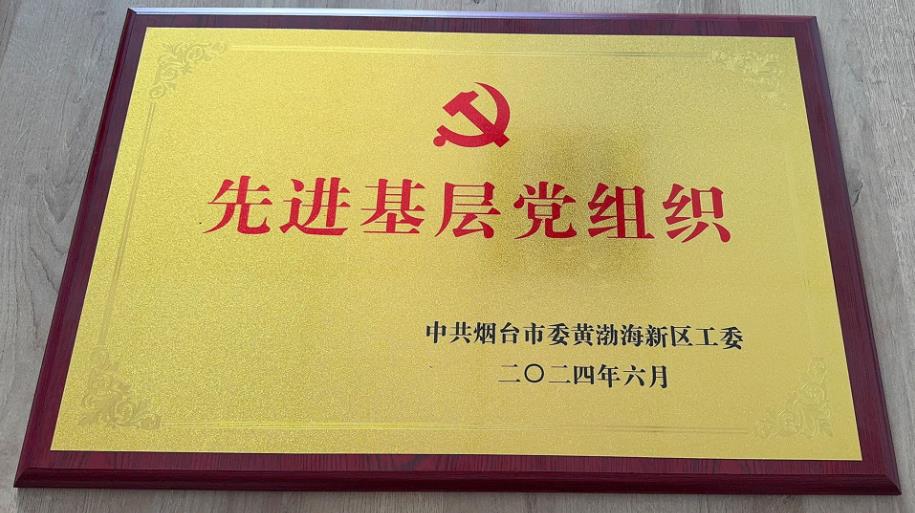 先进基层党组织
中共烟台市委黄渤海新区工委
二〇二四年六月